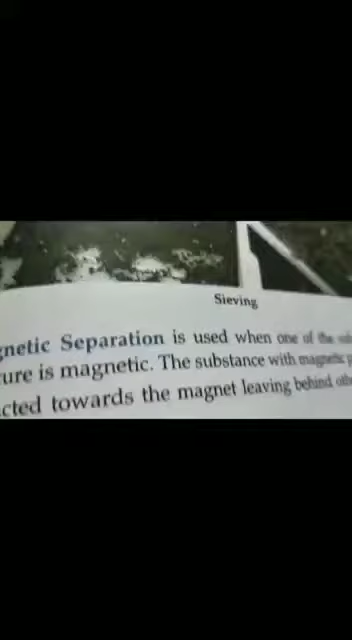 Sieving
gnetic Separation is used when one of the
ure is magnetic. The substance with magnetic
cted towards the magnet leaving behind